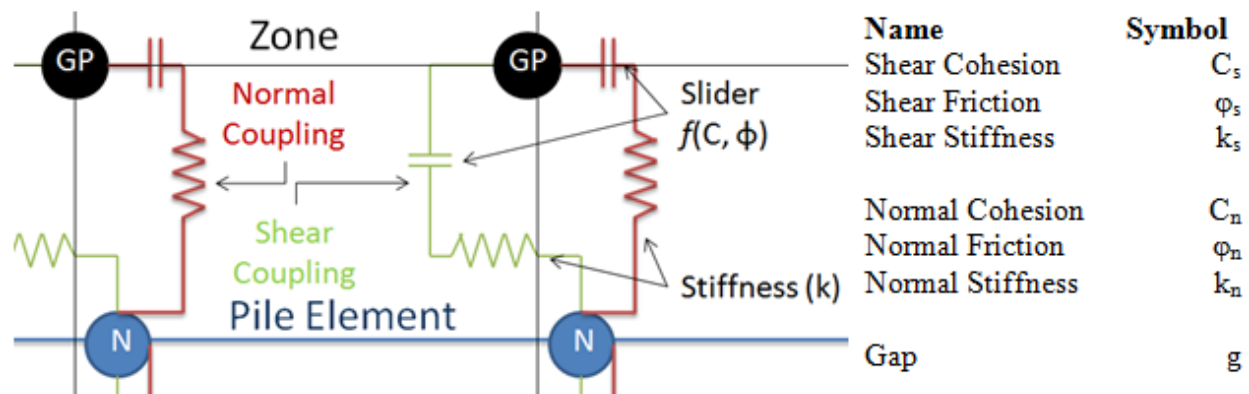 GP
Zone
GP
Normal
Coupling
Slider
f(C, ϕ)
Shear
Coupling
Stiffness (k)
Pile Element
N
N
Name Symbol
Shear Cohesion Cₛ
Shear Friction φₛ
Shear Stiffness kₛ
Normal Cohesion Cₙ
Normal Friction φₙ
Normal Stiffness kₙ
Gap g